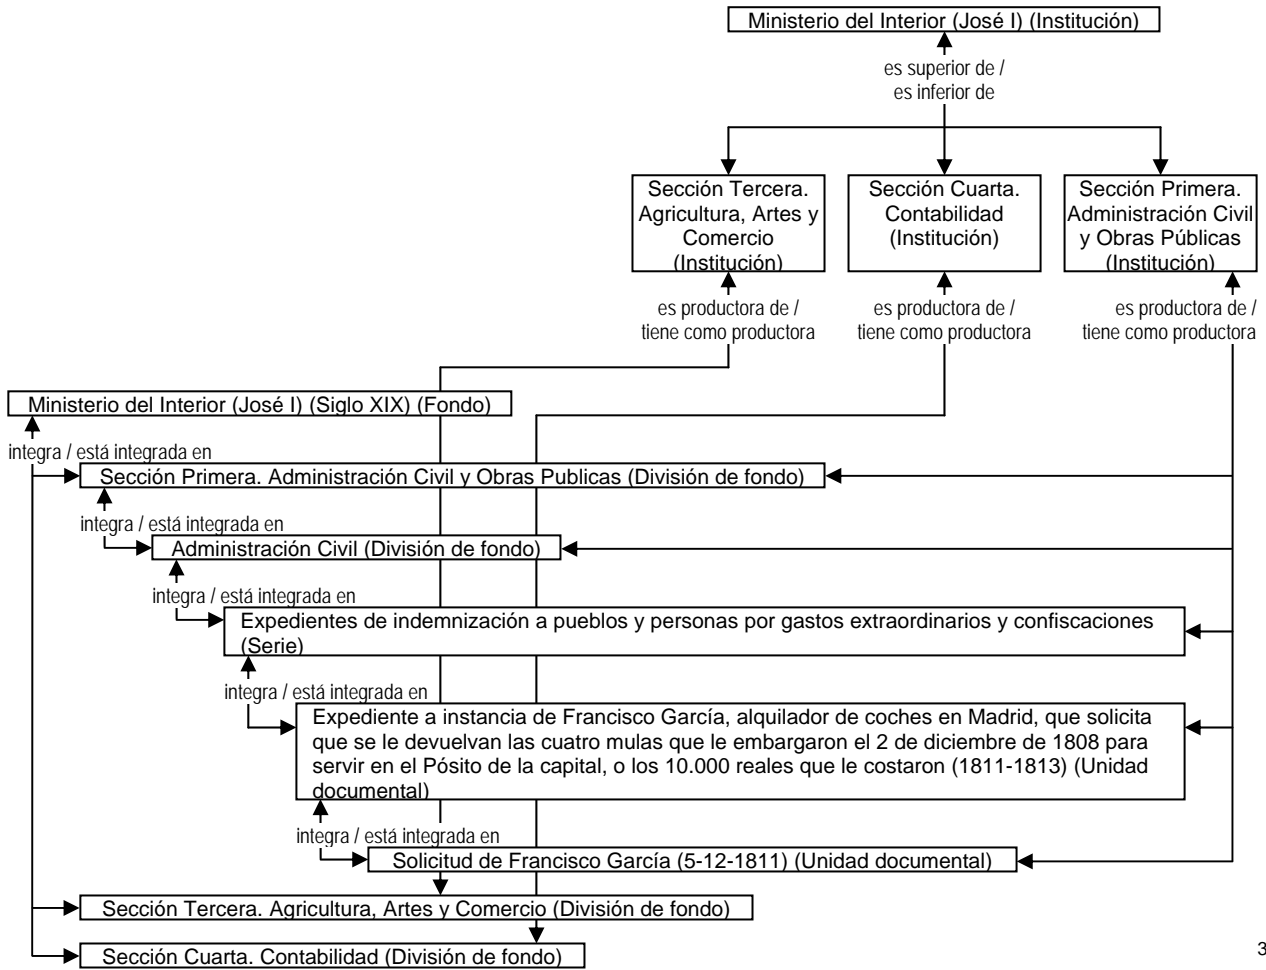 Ministerio del Interior (José I) (Institución)
es superior de /
es inferior de
Sección Tercera.
Agricultura, Artes y
Comercio
(Institución)
Sección Cuarta.
Contabilidad
(Institución)
Sección Primera.
Administración Civil
y Obras Públicas
(Institución)
es productora de /
tiene como productora
es productora de /
tiene como productora
es productora de /
tiene como productora
Ministerio del Interior (José I) (Siglo XIX) (Fondo)
integra / está integrada en
Sección Primera. Administración Civil y Obras Publicas (División de fondo)
integra / está integrada en
Administración Civil (División de fondo)
integra / está integrada en
Expedientes de indemnización a pueblos y personas por gastos extraordinarios y confiscaciones
(Serie)
integra / está integrada en
Expediente a instancia de Francisco García, alquilador de coches en Madrid, que solicita
que se le devuelvan las cuatro mulas que le embargaron el 2 de diciembre de 1808 para
servir en el Pósito de la capital, o los 10.000 reales que le costaron (1811-1813) (Unidad
documental)
integra / está integrada en
Solicitud de Francisco García (5-12-1811) (Unidad documental)
Sección Tercera. Agricultura, Artes y Comercio (División de fondo)
Sección Cuarta. Contabilidad (División de fondo)
3